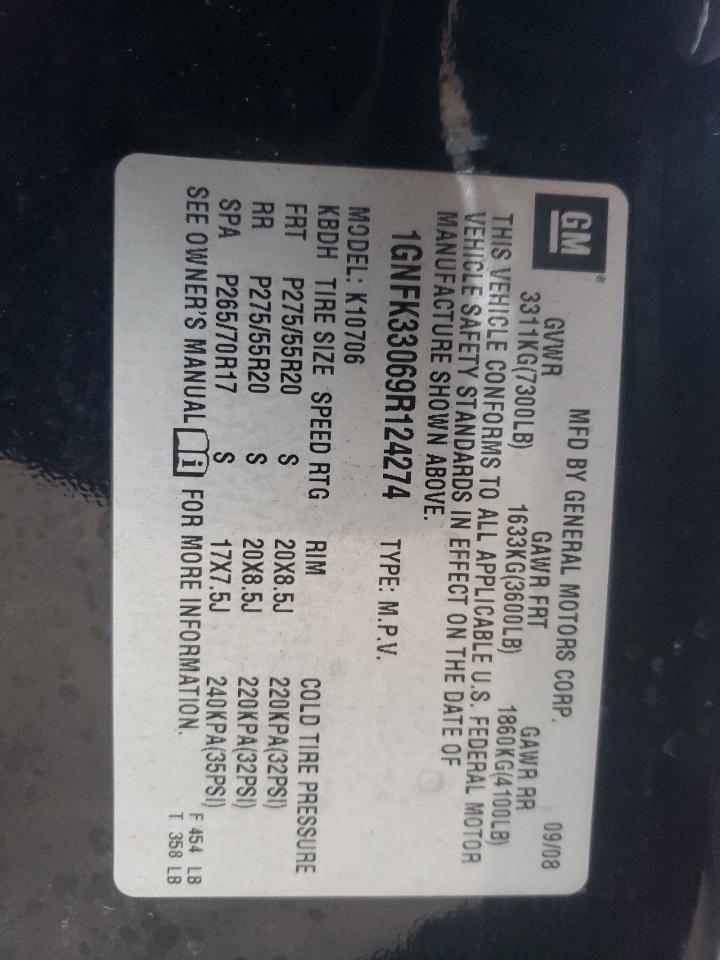 GM®
MFD BY GENERAL MOTORS CORP. 09/08
GVWR GAWR FRT GAWR RR
3311KG(7300LB) 1633KG(3600LB) 1860KG(4100LB)
THIS VEHICLE CONFORMS TO ALL APPLICABLE U.S. FEDERAL MOTOR
VEHICLE SAFETY STANDARDS IN EFFECT ON THE DATE OF
MANUFACTURE SHOWN ABOVE.
1GNFK33069R124274 TYPE: M.P.V.
MODEL: K10706
KBDH TIRE SIZE SPEED RTG RIM COLD TIRE PRESSURE
FRT P275/55R20 S 20X8.5J 220KPA(32PSI)
RR P275/55R20 S 20X8.5J 220KPA(32PSI)
SPA P265/70R17 S 17X7.5J 240KPA(35PSI)
SEE OWNER'S MANUAL i FOR MORE INFORMATION.
F 454 LB
T 358 LB